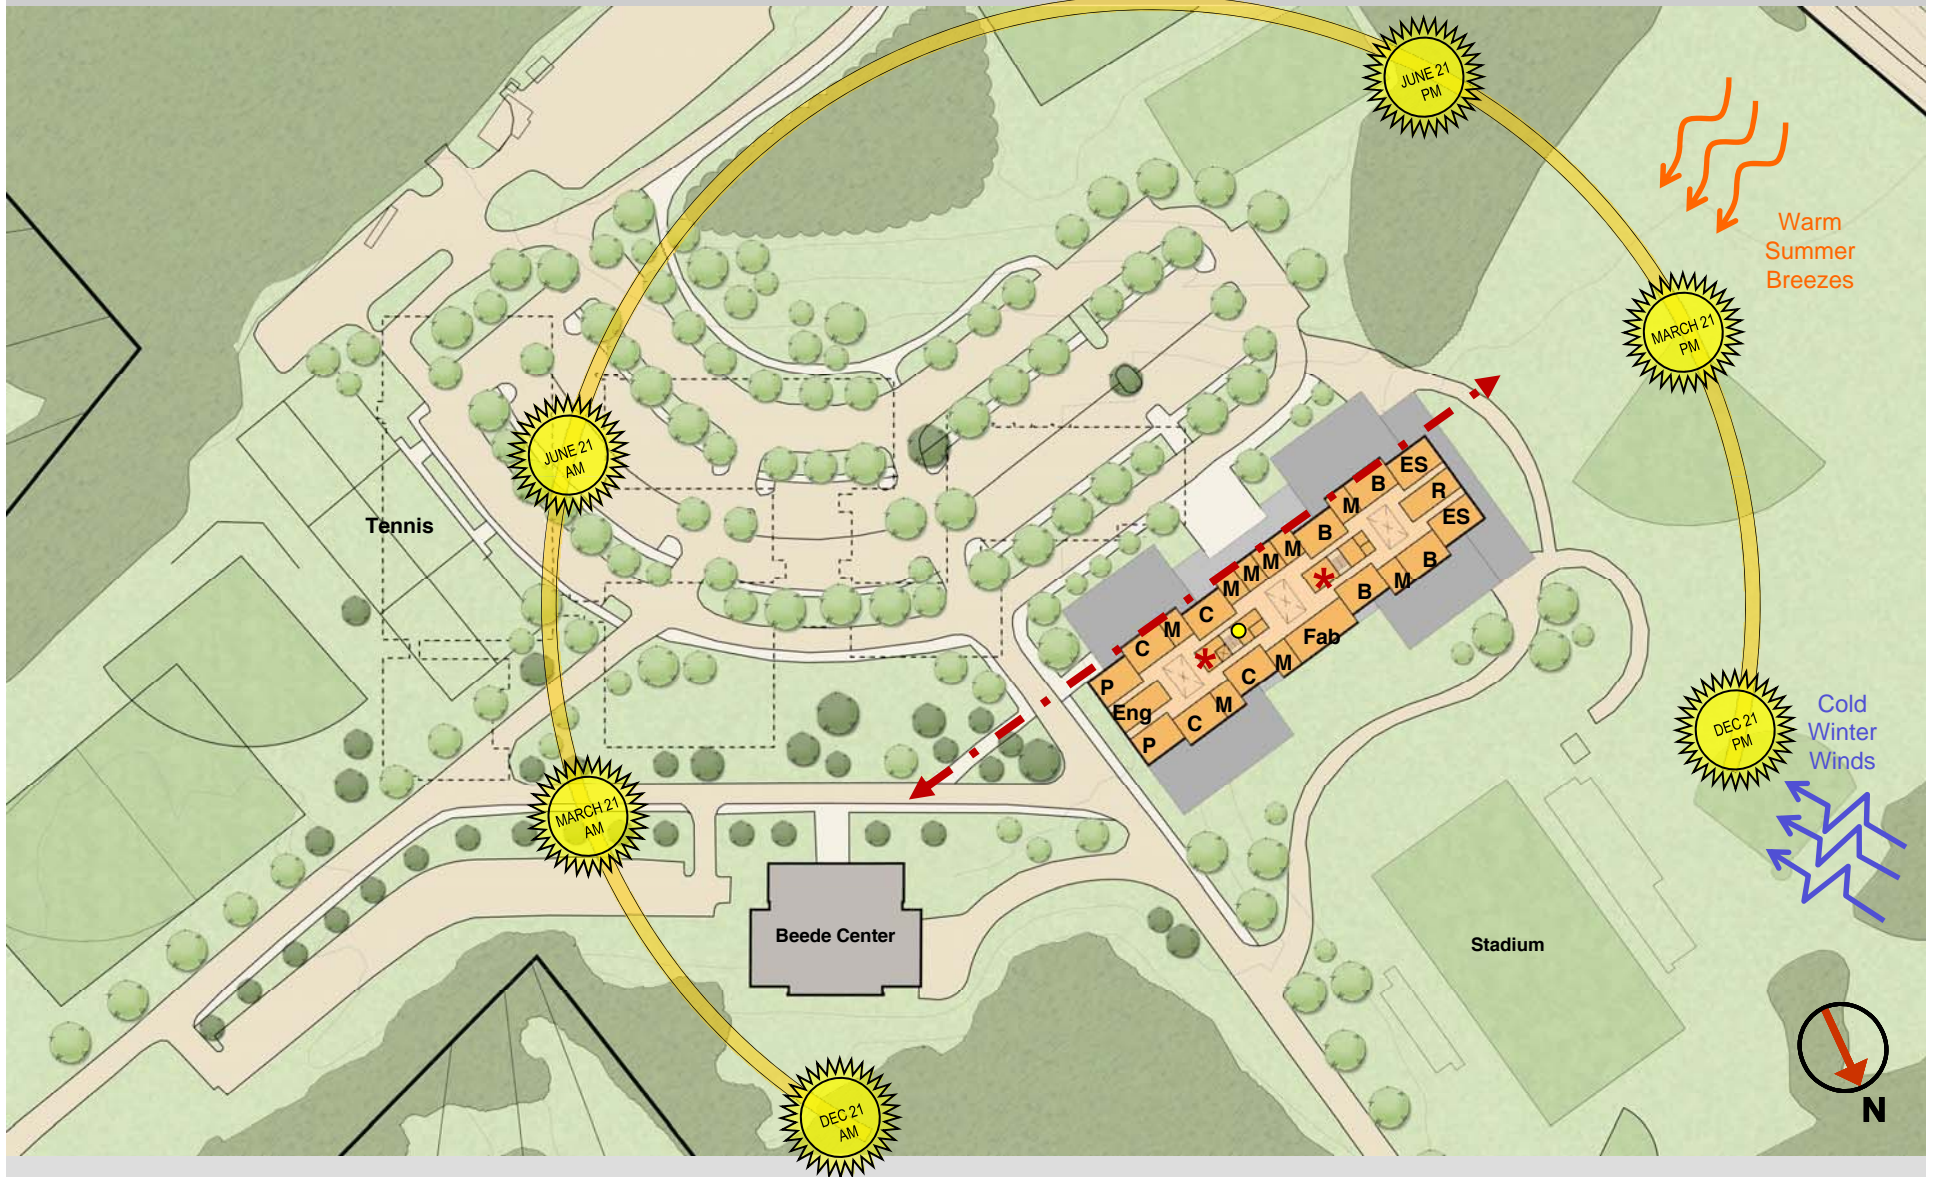 JUNE 21
PM
Warm
Summer
Breezes
MARCH 21
PM
JUNE 21
AM
Tennis
ES
B
R
M
ES
B
M
B
M
M
M
B
M
B
C
M
Fab
C
M
C
P
M
Eng
C
P
DEC 21
PM
Cold
Winter
Winds
MARCH 21
AM
Beede Center
Stadium
DEC 21
AM
N